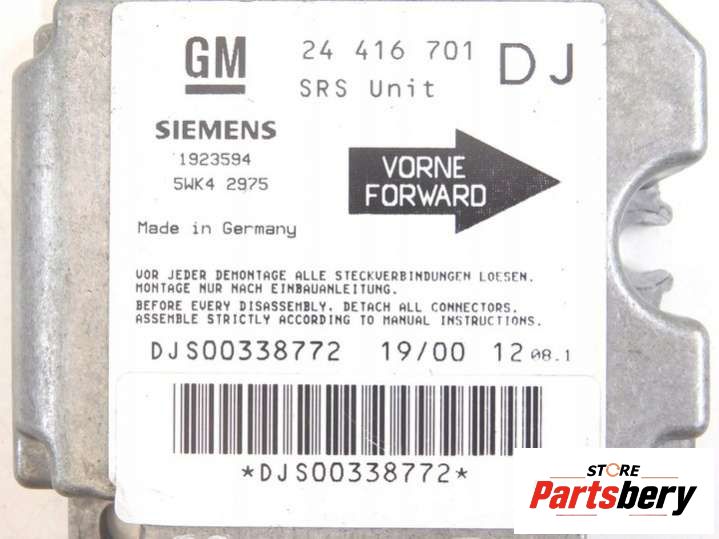 GM
24 416 701
DJ
SRS Unit
SIEMENS
1923594
5WK4 2975
VORNE
FORWARD
Made in Germany
VOR JEDER DEMONTAGE ALLE STECKVERBINDUNGEN LOESEN.
MONTAGE NUR NACH EINBAUANLEITUNG.
BEFORE EVERY DISASSEMBLY, DETACH ALL CONNECTORS.
ASSEMBLE STRICTLY ACCORDING TO MANUAL INSTRUCTIONS.
DJS00338772 19/00 12 08.1
*DJS00338772*
STORE
Partsbery